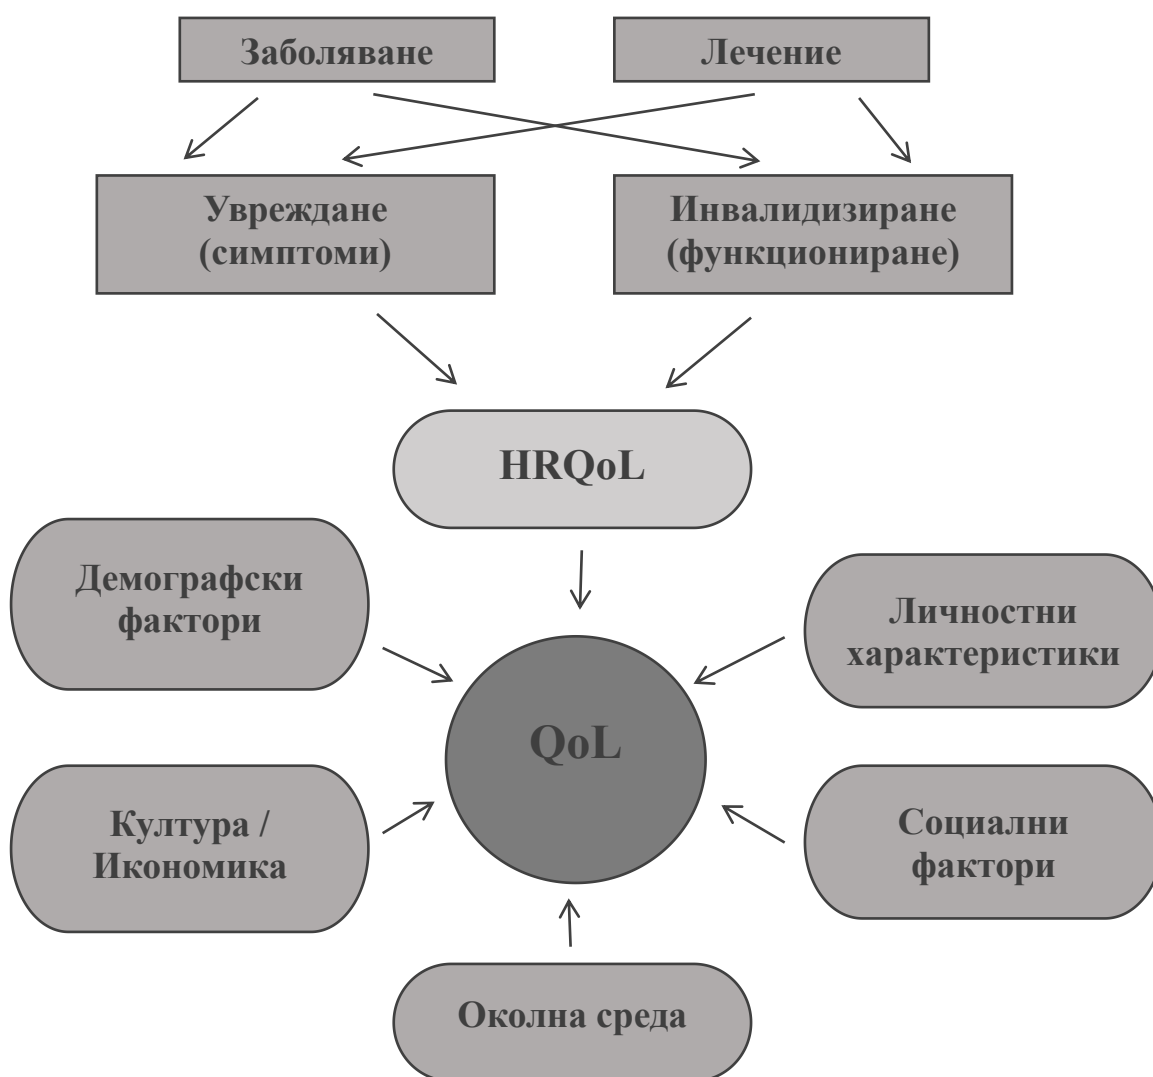 Заболяване
Лечение
Увреждане
(симптоми)
Инвалидизиране
(функциониране)
HRQoL
Демографски
фактори
Личностни
характеристики
QoL
Култура /
Икономика
Социални
фактори
Околна среда